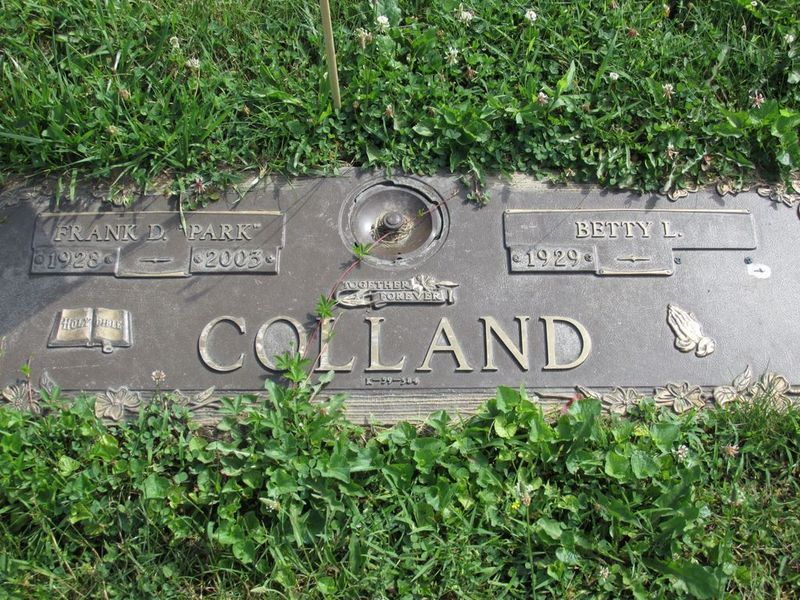 FRANK D. "PARK"
1928 - 2003
BETTY L.
1929 -
TOGETHER
FOREVER
HOLY BIBLE
COLLAND